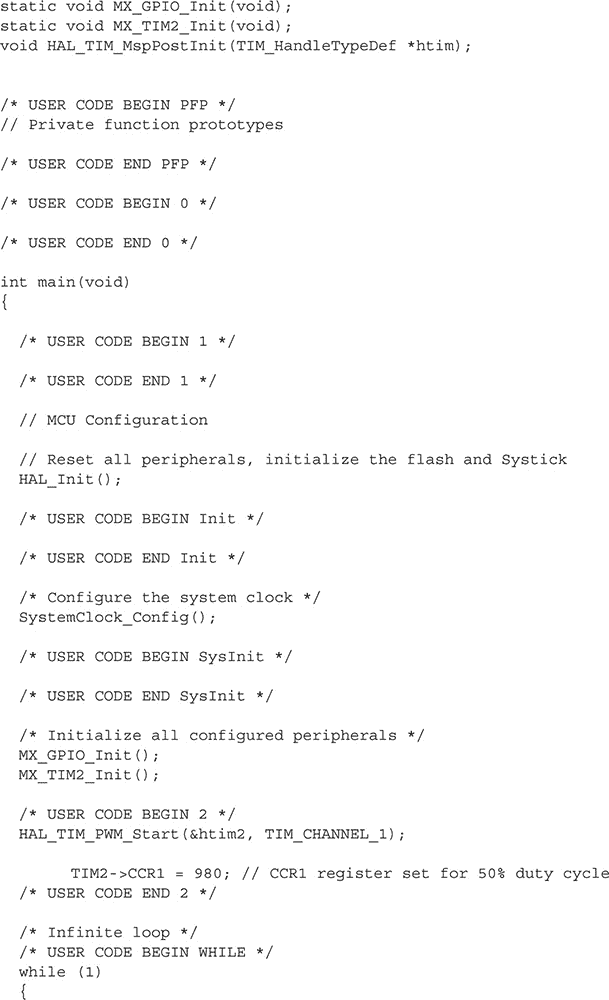 static void MX_GPIO_Init(void);
static void MX_TIM2_Init(void);
void HAL_TIM_MspPostInit(TIM_HandleTypeDef *htim);
/* USER CODE BEGIN PFP */
// Private function prototypes
/* USER CODE END PFP */
/* USER CODE BEGIN 0 */
/* USER CODE END 0 */
int main(void)
{
/* USER CODE BEGIN 1 */
/* USER CODE END 1 */
// MCU Configuration
// Reset all peripherals, initialize the flash and Systick
HAL_Init();
/* USER CODE BEGIN Init */
/* USER CODE END Init */
/* Configure the system clock */
SystemClock_Config();
/* USER CODE BEGIN SysInit */
/* USER CODE END SysInit */
/* Initialize all configured peripherals */
MX_GPIO_Init();
MX_TIM2_Init();
/* USER CODE BEGIN 2 */
HAL_TIM_PWM_Start(&htim2, TIM_CHANNEL_1);
TIM2->CCR1 = 980; // CCR1 register set for 50% duty cycle
/* USER CODE END 2 */
/* Infinite loop */
/* USER CODE BEGIN WHILE */
while (1)
{